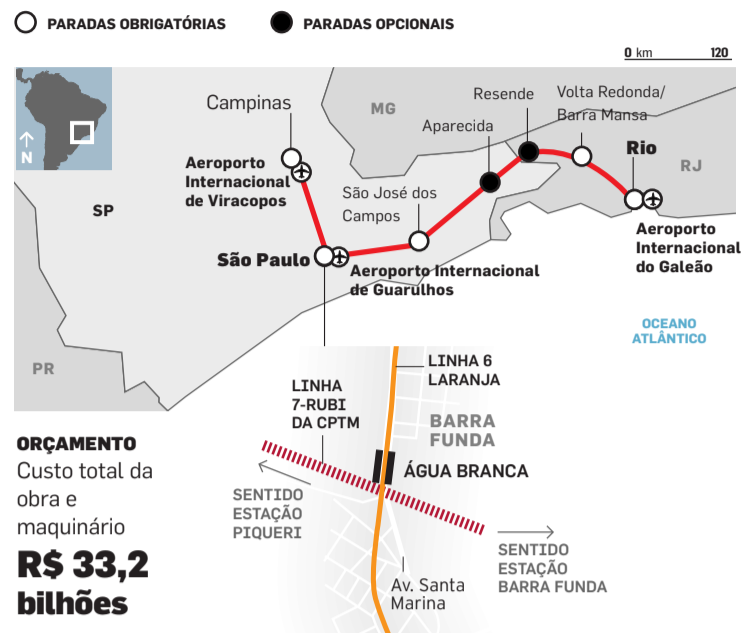 PARADAS OBRIGATÓRIAS
PARADAS OPCIONAIS
0 km 120
N
Campinas
MG
Resende
Volta Redonda/
Barra Mansa
Aparecida
Rio
RJ
Aeroporto
Internacional
de Viracopos
São José dos
Campos
SP
Aeroporto
Internacional
do Galeão
São Paulo
Aeroporto Internacional
de Guarulhos
OCEANO
ATLÂNTICO
PR
LINHA 6
LARANJA
LINHA
7-RUBI
DA CPTM
BARRA
FUNDA
ÁGUA BRANCA
SENTIDO
ESTAÇÃO
PIQUERI
SENTIDO
ESTAÇÃO
BARRA FUNDA
Av. Santa
Marina
ORÇAMENTO
Custo total da
obra e
maquinário
R$ 33,2
bilhões